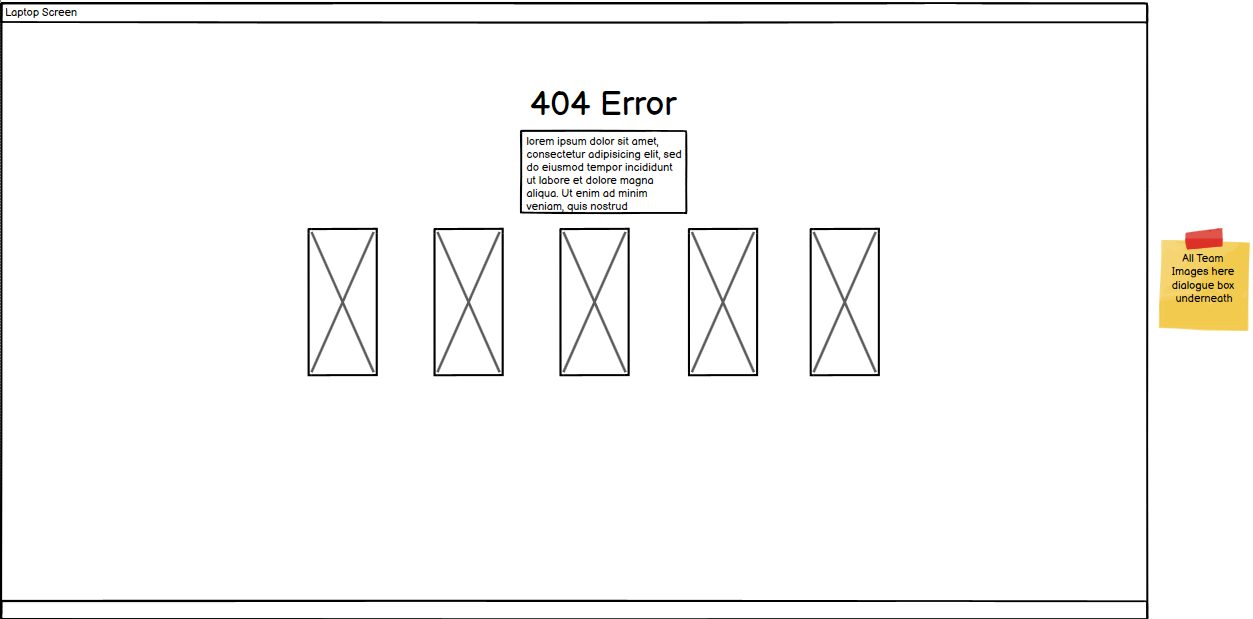 Laptop Screen
404 Error
lorem ipsum dolor sit amet,
consectetur adipisicing elit, sed
do eiusmod tempor incididunt
ut labore et dolore magna
aliqua. Ut enim ad minim
veniam, quis nostrud
All Team
Images here
dialogue box
underneath